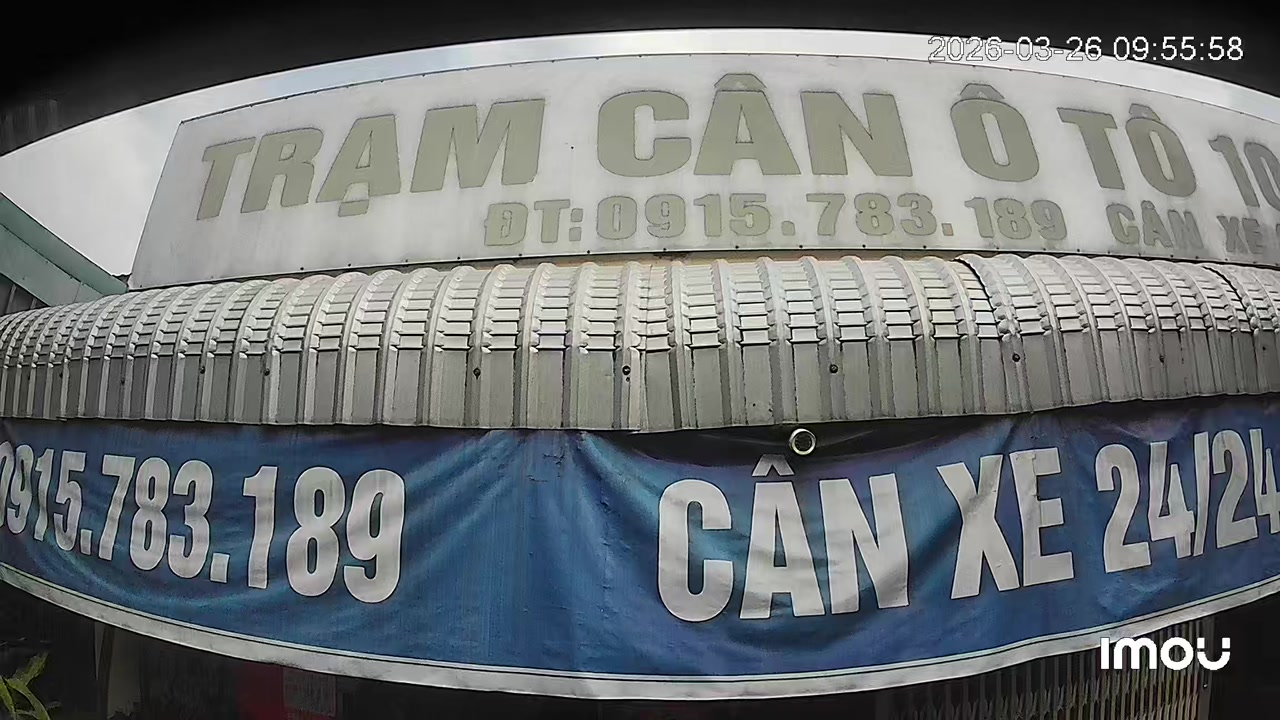 2026-03-26 09:55:58
TRẠM CÂN Ô TÔ
ĐT: 0915.783.189 CÂN XE
0915.783.189
CÂN XE 24/24
imou